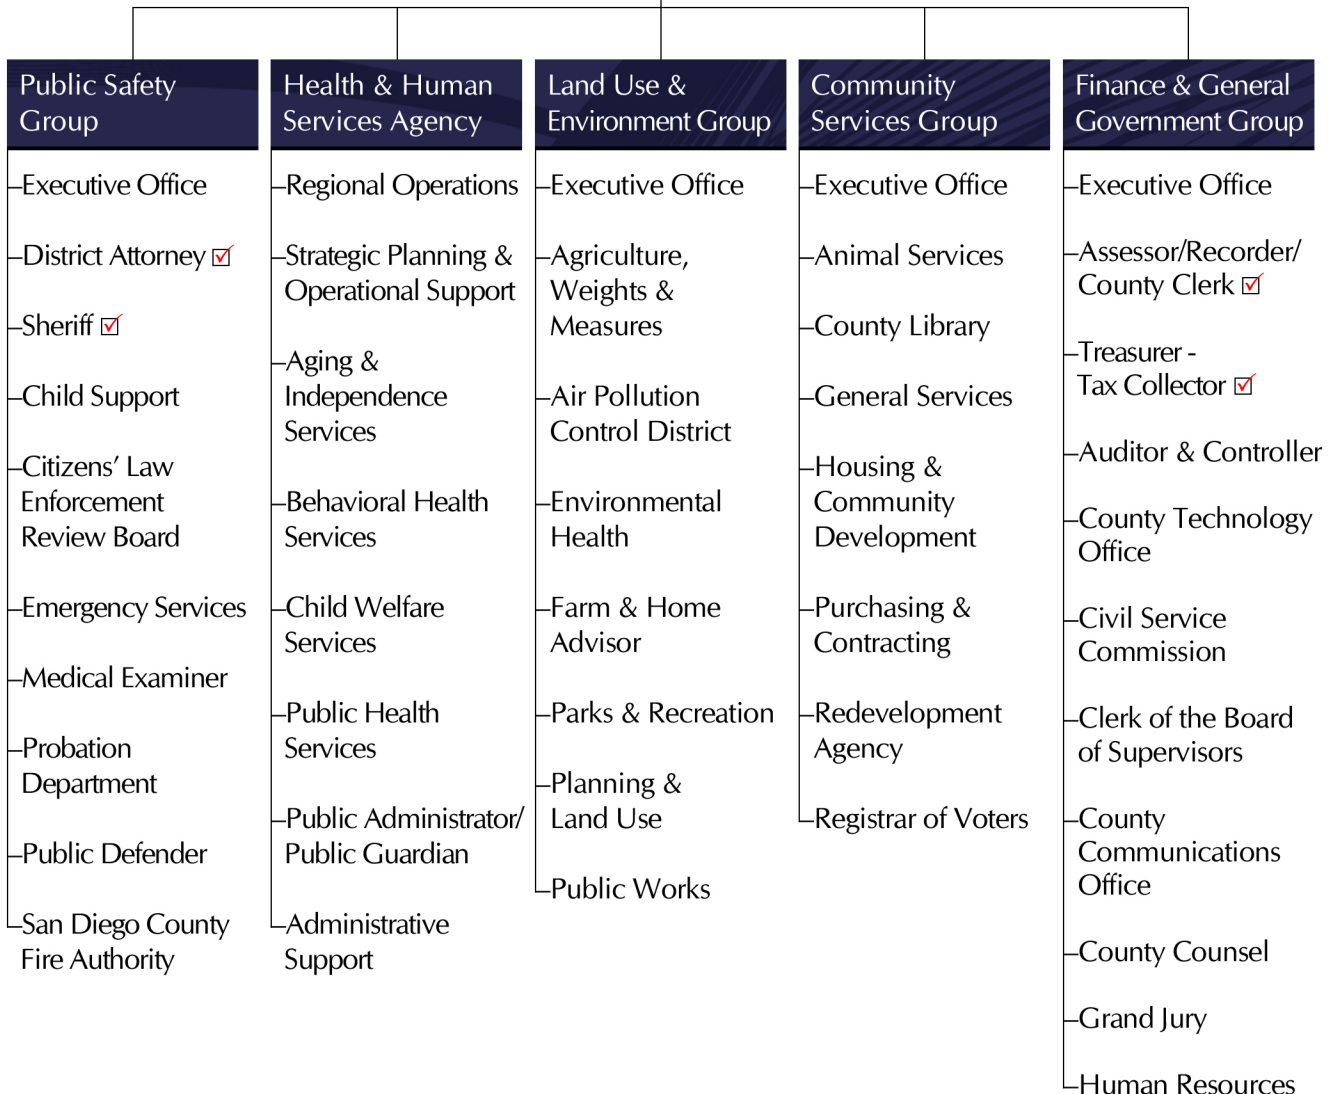 Public Safety
Group
Executive Office
District Attorney
Sheriff
Child Support
Citizens’ Law
Enforcement
Review Board
Emergency Services
Medical Examiner
Probation
Department
Public Defender
San Diego County
Fire Authority
Health & Human
Services Agency
Regional Operations
Strategic Planning &
Operational Support
Aging &
Independence
Services
Behavioral Health
Services
Child Welfare
Services
Public Health
Services
Public Administrator/
Public Guardian
Administrative
Support
Land Use &
Environment Group
Executive Office
Agriculture,
Weights &
Measures
Air Pollution
Control District
Environmental
Health
Farm & Home
Advisor
Parks & Recreation
Planning &
Land Use
Public Works
Community
Services Group
Executive Office
Animal Services
County Library
General Services
Housing &
Community
Development
Purchasing &
Contracting
Redevelopment
Agency
Registrar of Voters
Finance & General
Government Group
Executive Office
Assessor/Recorder/
County Clerk
Treasurer -
Tax Collector
Auditor & Controller
County Technology
Office
Civil Service
Commission
Clerk of the Board
of Supervisors
County
Communications
Office
County Counsel
Grand Jury
Human Resources